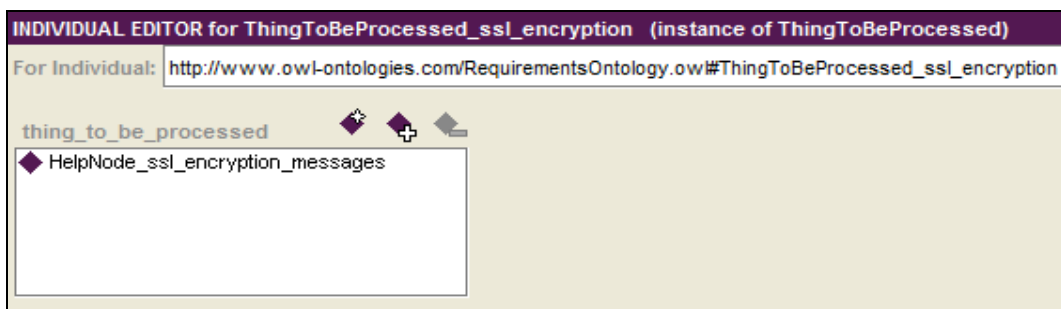 INDIVIDUAL EDITOR for ThingToBeProcessed_ssl_encryption (instance of ThingToBeProcessed)
For Individual: http://www.owl-ontologies.com/RequirementsOntology.owl#ThingToBeProcessed_ssl_encryption
thing_to_be_processed
HelpNode_ssl_encryption_messages